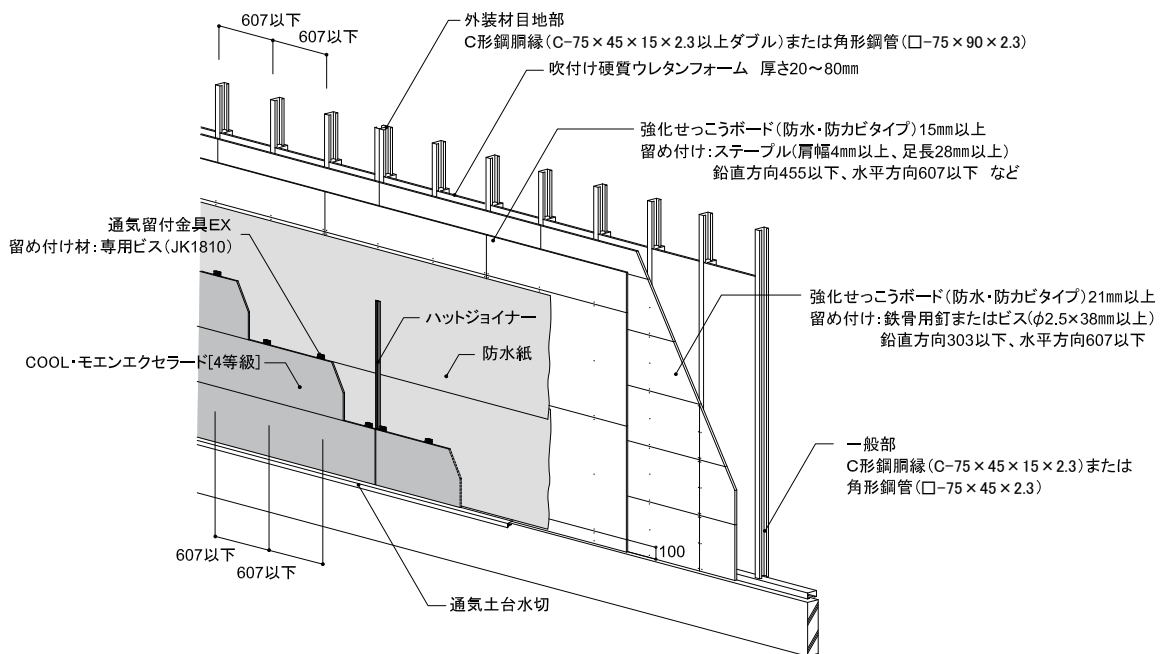 607以下
607以下
外装材目地部
C形鋼胴縁(C-75×45×15×2.3以上ダブル)または角形鋼管(□-75×90×2.3)
吹付け硬質ウレタンフォーム 厚さ20～80㎜
強化せっこうボード(防水・防カビタイプ)15㎜以上
留め付け:ステープル(肩幅4㎜以上、足長28㎜以上)
鉛直方向455以下、水平方向607以下 など
通気留付金具EX
留め付け材:専用ビス(JK1810)
強化せっこうボード(防水・防カビタイプ)21㎜以上
留め付け:鉄骨用釘またはビス(φ2.5×38㎜以上)
鉛直方向303以下、水平方向607以下
ハットジョイナー
防水紙
COOL・モエンエクセラード[4等級]
一般部
C形鋼胴縁(C-75×45×15×2.3)または
角形鋼管(□-75×45×2.3)
100
607以下
607以下
通気土台水切